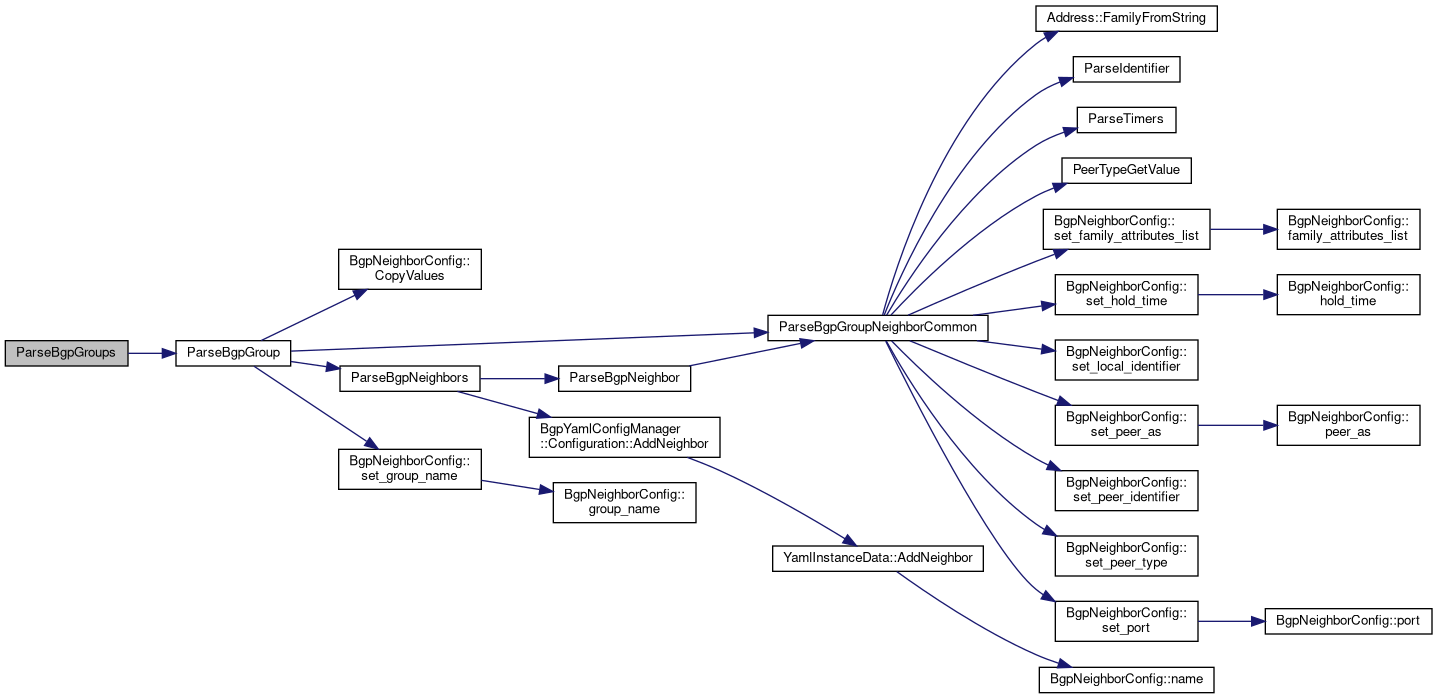 ParseBgpGroups
ParseBgpGroup
BgpNeighborConfig::
CopyValues
ParseBgpNeighbors
BgpNeighborConfig::
set_group_name
ParseBgpNeighbor
BgpYamlConfigManager
::Configuration::AddNeighbor
BgpNeighborConfig::
group_name
ParseBgpGroupNeighborCommon
YamlInstanceData::AddNeighbor
Address::FamilyFromString
ParseIdentifier
ParseTimers
PeerTypeGetValue
BgpNeighborConfig::
set_family_attributes_list
BgpNeighborConfig::
family_attributes_list
BgpNeighborConfig::
set_hold_time
BgpNeighborConfig::
hold_time
BgpNeighborConfig::
set_local_identifier
BgpNeighborConfig::
set_peer_as
BgpNeighborConfig::
peer_as
BgpNeighborConfig::
set_peer_identifier
BgpNeighborConfig::
set_peer_type
BgpNeighborConfig::
set_port
BgpNeighborConfig::port
BgpNeighborConfig::name